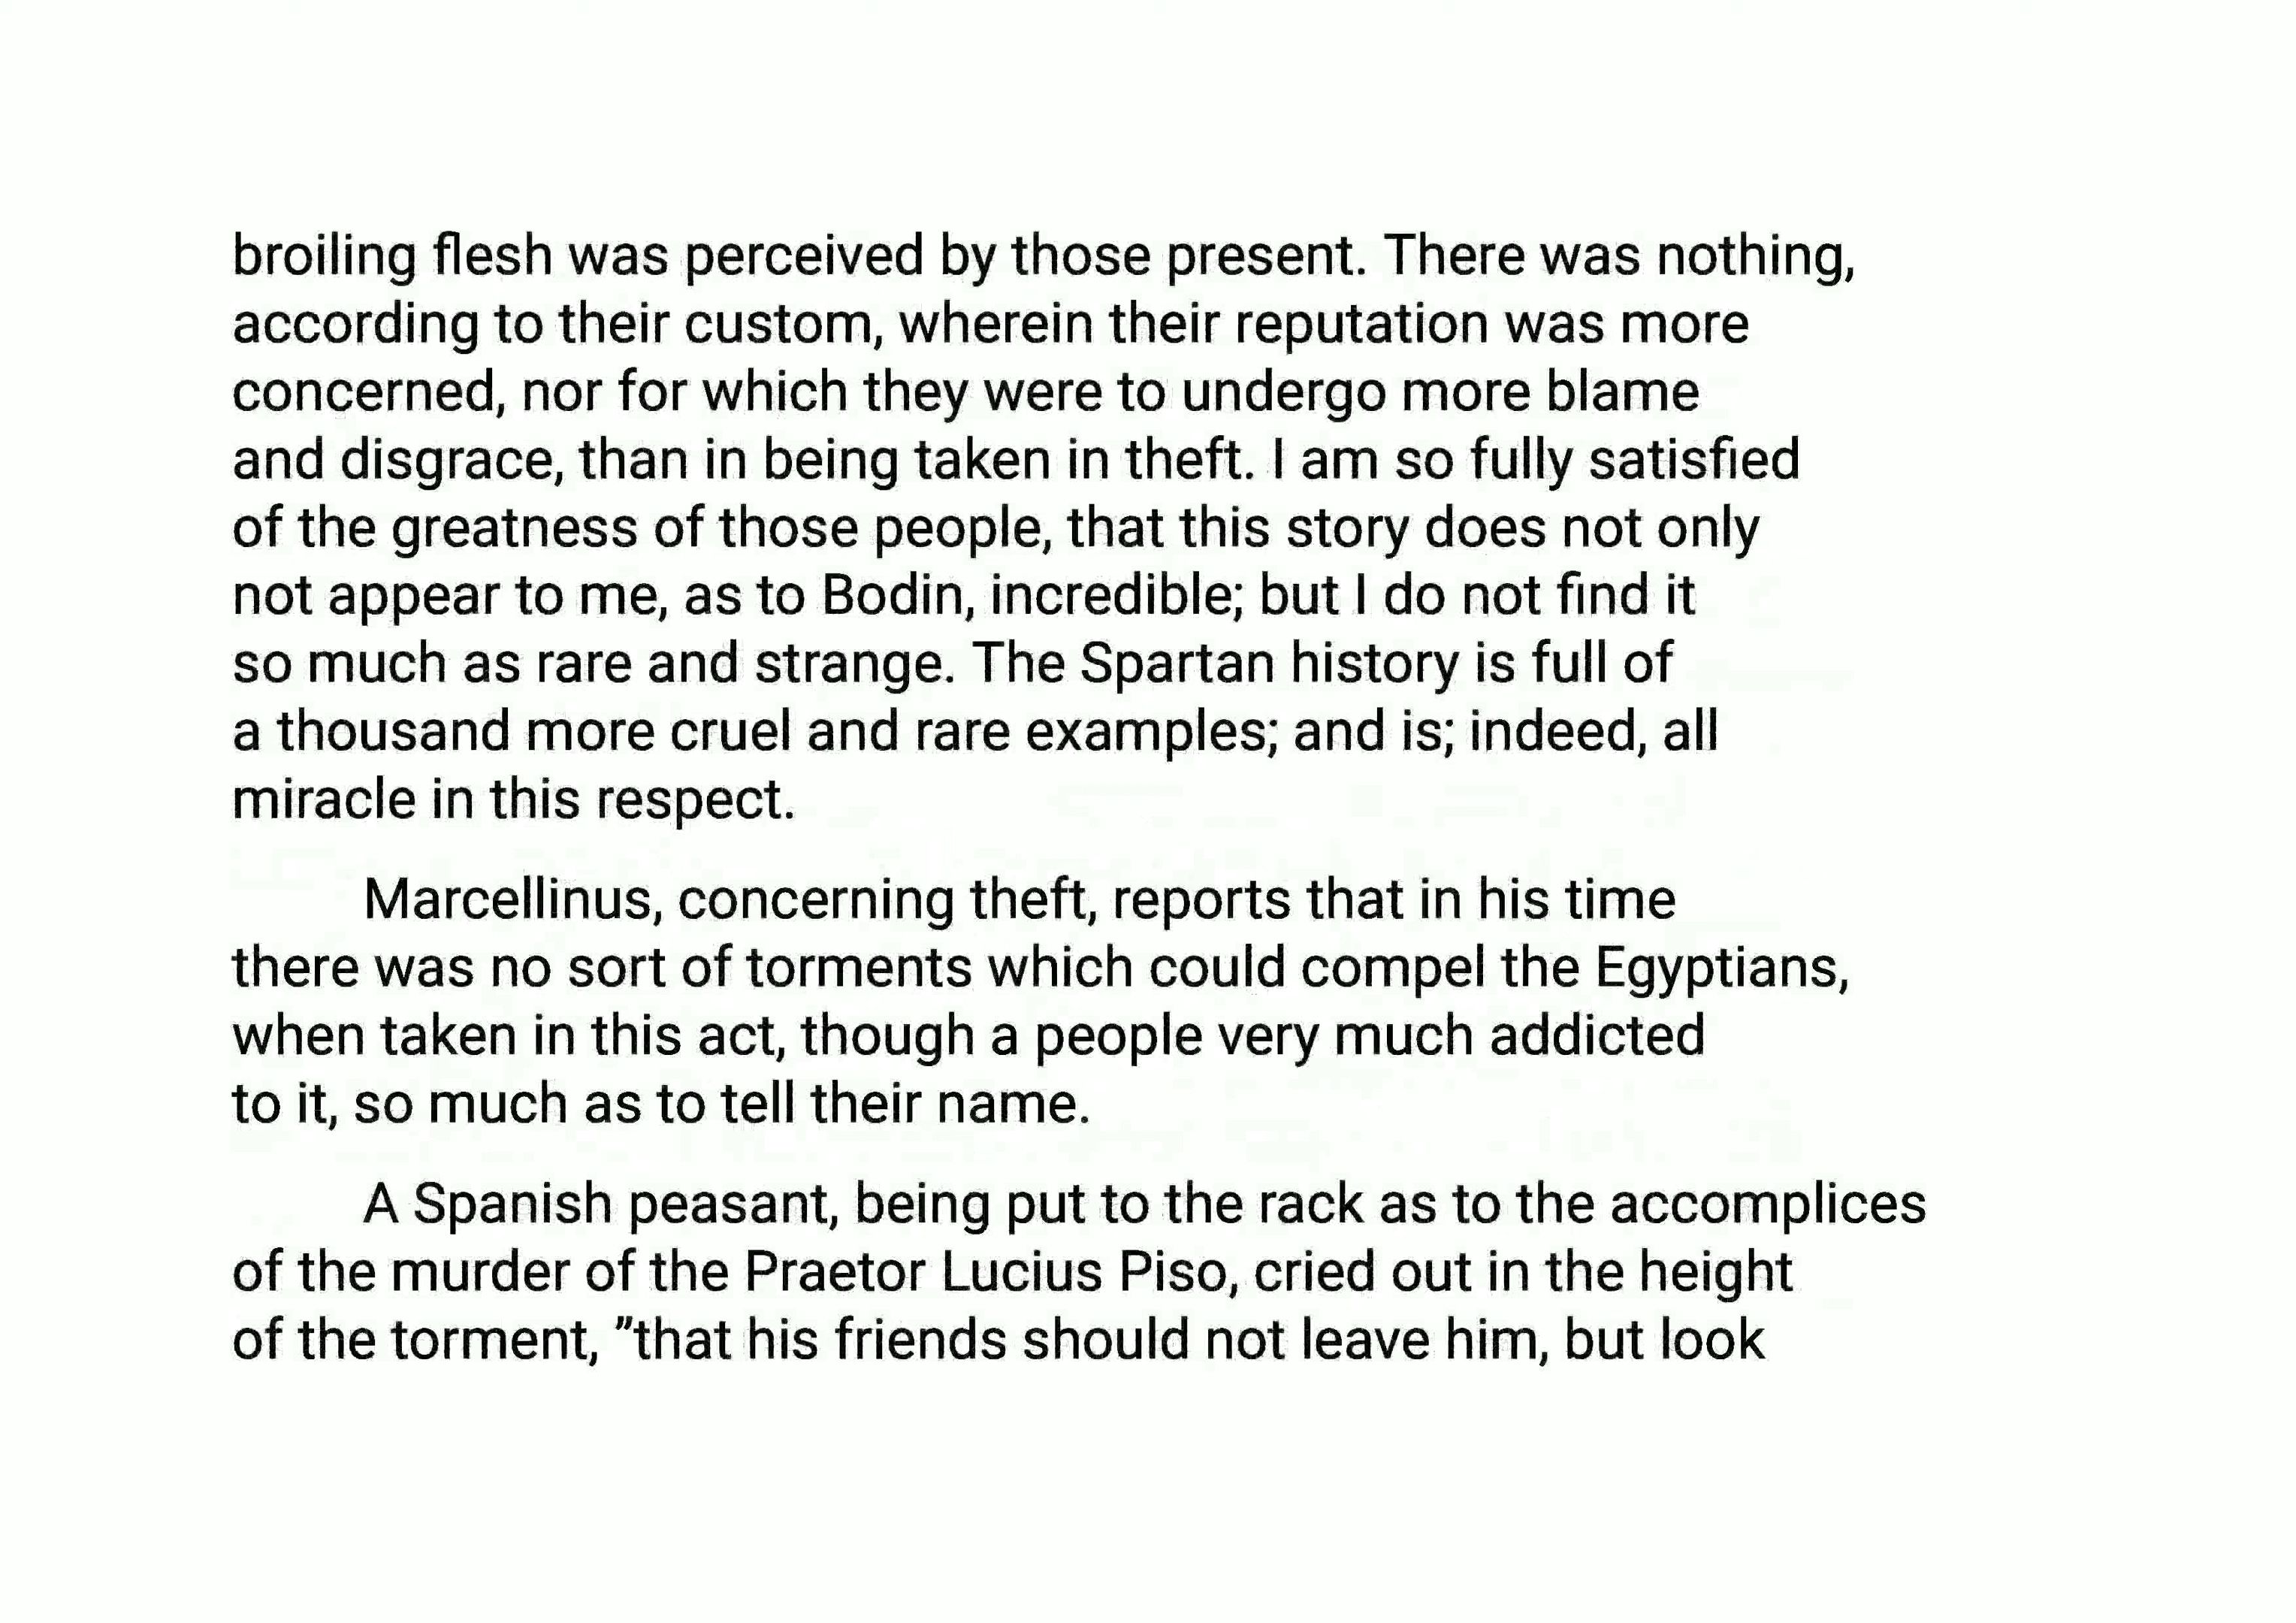 broiling flesh was perceived by those present. There was nothing,
according to their custom, wherein their reputation was more
concerned, nor for which they were to undergo more blame
and disgrace, than in being taken in theft. I am so fully satisfied
of the greatness of those people, that this story does not only
not appear to me, as to Bodin, incredible; but I do not find it
so much as rare and strange. The Spartan history is full of
a thousand more cruel and rare examples; and is; indeed, all
miracle in this respect.
Marcellinus, concerning theft, reports that in his time
there was no sort of torments which could compel the Egyptians,
when taken in this act, though a people very much addicted
to it, so much as to tell their name.
A Spanish peasant, being put to the rack as to the accomplices
of the murder of the Praetor Lucius Piso, cried out in the height
of the torment, "that his friends should not leave him, but look